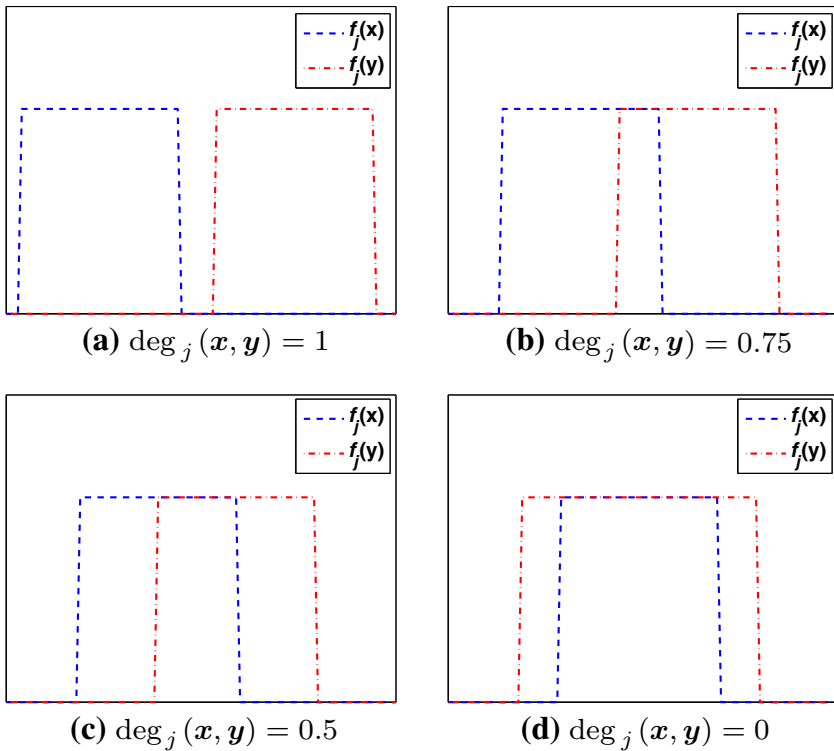 f_j(x)
f_j(y)
f_j(x)
f_j(y)
(a) deg_j(x, y) = 1
(b) deg_j(x, y) = 0.75
f_j(x)
f_j(y)
f_j(x)
f_j(y)
(c) deg_j(x, y) = 0.5
(d) deg_j(x, y) = 0